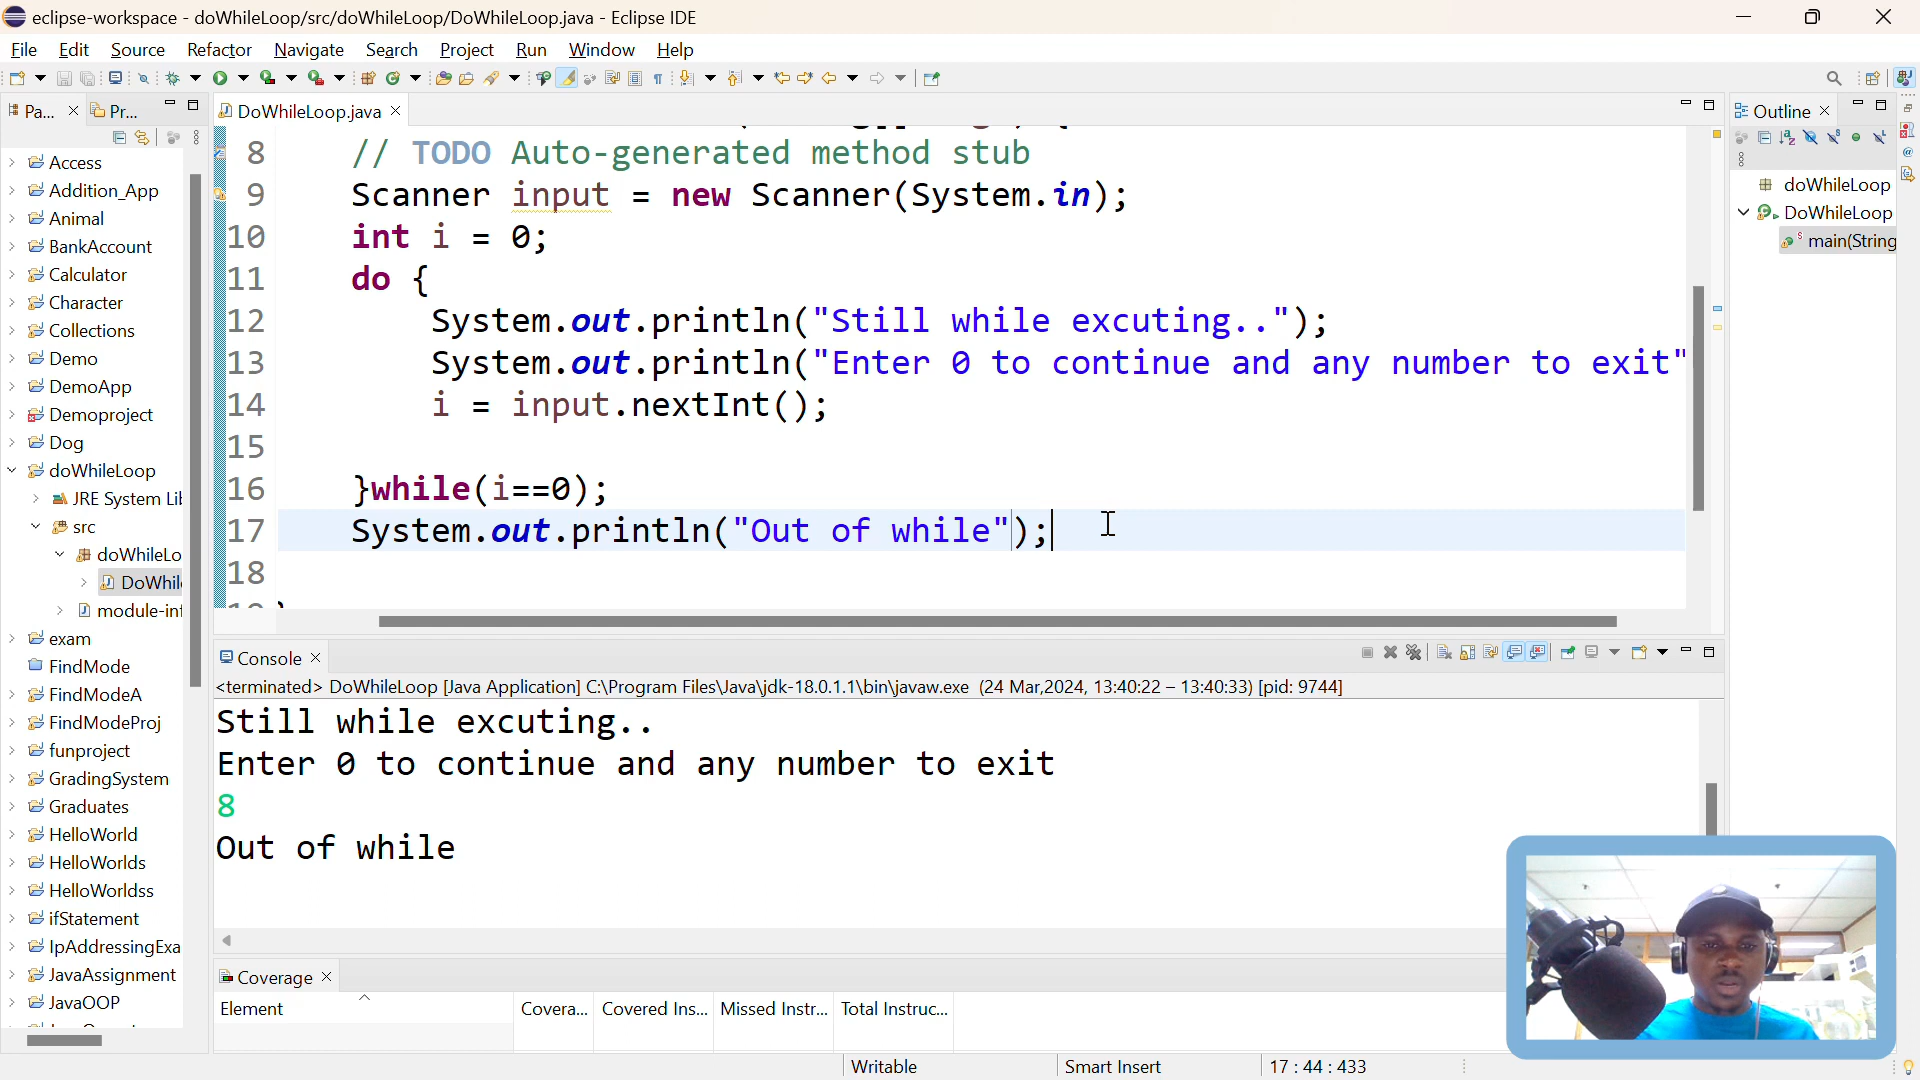 eclipse-workspace - doWhileLoop/src/doWhileLoop/DoWhileLoop.java - Eclipse IDE
File Edit Source Refactor Navigate Search Project Run Window Help
Pa... Pr...
DoWhileLoop.java
Outline
8 // TODO Auto-generated method stub
9 Scanner input = new Scanner(System.in);
10 int i = 0;
11 do {
12 System.out.println("Still while excuting..");
13 System.out.println("Enter 0 to continue and any number to exit"
14 i = input.nextInt();
15
16 }while(i==0);
17 System.out.println("Out of while");
18
Access
Addition_App
Animal
BankAccount
Calculator
Character
Collections
Demo
DemoApp
Demoproject
Dog
doWhileLoop
JRE System Lib
src
doWhileLo
DoWhil
module-inf
exam
FindMode
FindModeA
FindModeProj
funproject
GradingSystem
Graduates
HelloWorld
HelloWorlds
HelloWorldss
ifStatement
IpAddressingExa
JavaAssignment
JavaOOP
doWhileLoop
DoWhileLoop
main(String
Console
<terminated> DoWhileLoop [Java Application] C:\Program Files\Java\jdk-18.0.1.1\bin\javaw.exe (24 Mar,2024, 13:40:22 – 13:40:33) [pid: 9744]
Still while excuting..
Enter 0 to continue and any number to exit
8
Out of while
Coverage
Element Covera... Covered Ins... Missed Instr... Total Instruc...
Writable Smart Insert 17 : 44 : 433